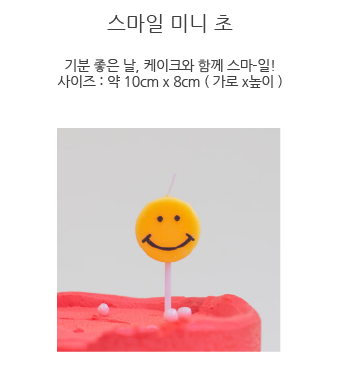 스마일 미니 초
기분 좋은 날, 케이크와 함께 스마-일!
사이즈 : 약 10cm x 8cm ( 가로 x높이 )